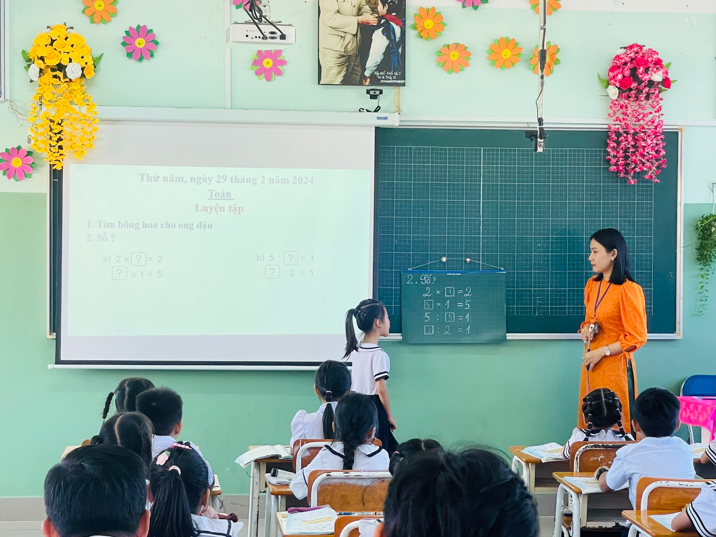 Thứ năm, ngày 29 tháng 2 năm 2024
Toán
Luyện tập
1. Tìm bông hoa cho ong đậu
2. Số ?
a) 2 × ? = 2
b) 5 : ? = 1
? × 1 = 5
? : 2 = 1
2. Số?
2 × 1 = 2
5 × 1 = 5
5 : 5 = 1
2 : 2 = 1